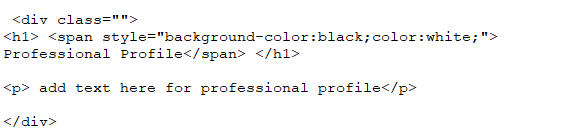 <div class="">
<h1> <span style="background-color:black;color:white;">
Professional Profile</span> </h1>
<p> add text here for professional profile</p>
</div>